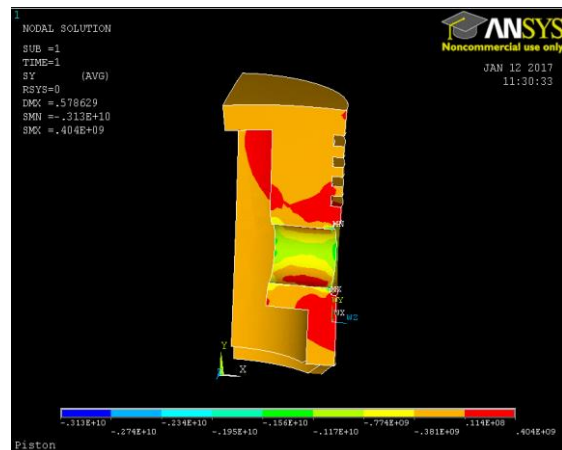 1
NODAL SOLUTION
SUB =1
TIME=1
SY (AVG)
RSYS=0
DMX =.578629
SMN =-.313E+10
SMX =.404E+09
ANSYS
Noncommercial use only
JAN 12 2017
11:30:33
MN
MX
Y
X
WZ
Y
X
-.313E+10
-.274E+10
-.234E+10
-.195E+10
-.156E+10
-.117E+10
-.774E+09
-.381E+09
.114E+08
.404E+09
Piston